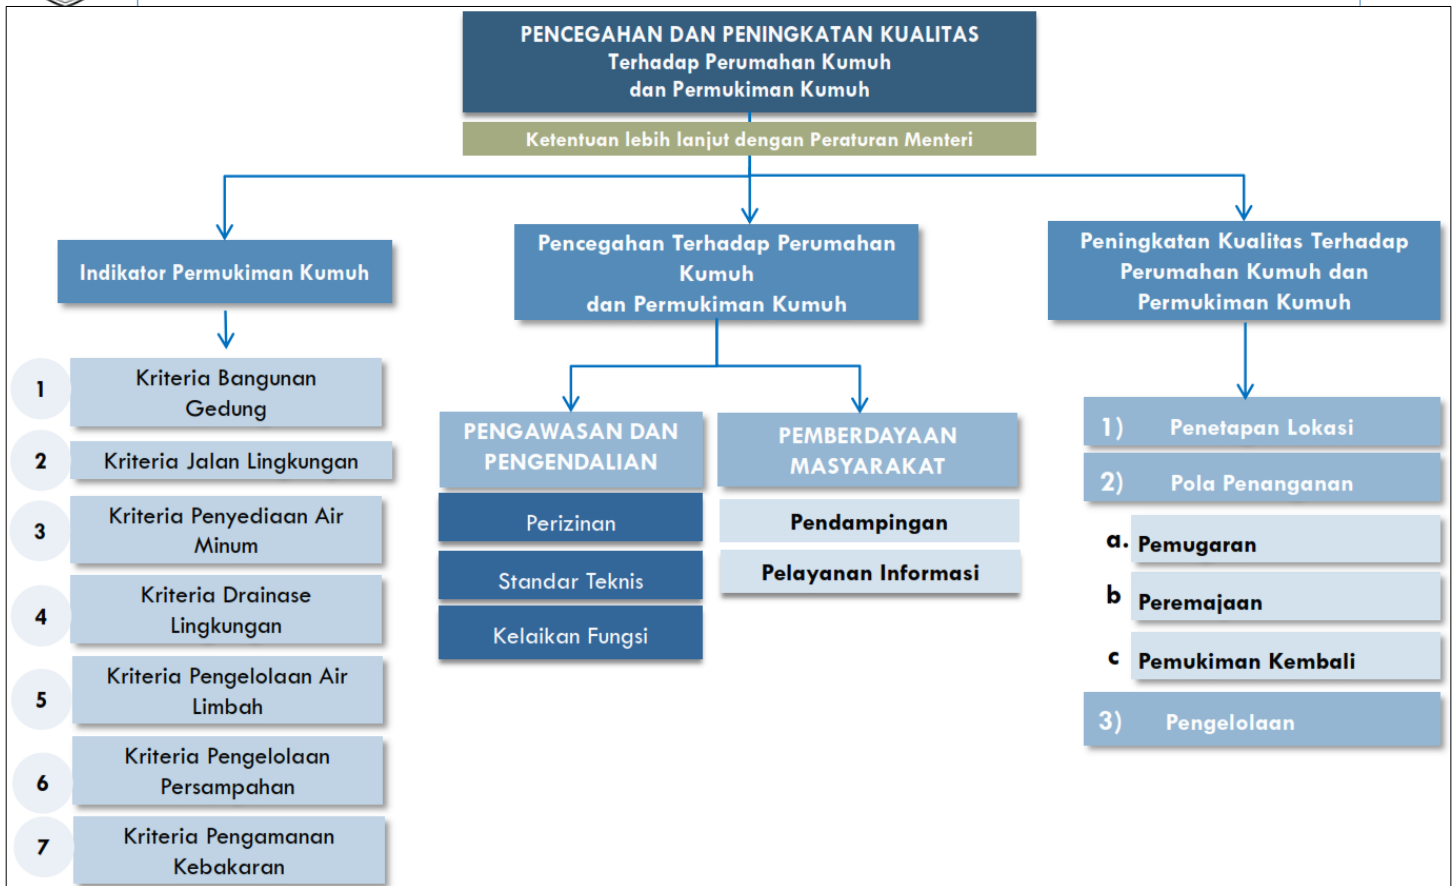 PENCEGAHAN DAN PENINGKATAN KUALITAS
Terhadap Perumahan Kumuh
dan Permukiman Kumuh
Ketentuan lebih lanjut dengan Peraturan Menteri
Indikator Permukiman Kumuh
1
Kriteria Bangunan
Gedung
2
Kriteria Jalan Lingkungan
3
Kriteria Penyediaan Air
Minum
4
Kriteria Drainase
Lingkungan
5
Kriteria Pengelolaan Air
Limbah
6
Kriteria Pengelolaan
Persampahan
7
Kriteria Pengamanan
Kebakaran
Pencegahan Terhadap Perumahan
Kumuh
dan Permukiman Kumuh
PENGAWASAN DAN
PENGENDALIAN
Perizinan
Standar Teknis
Kelaikan Fungsi
PEMBERDAYAAN
MASYARAKAT
Pendampingan
Pelayanan Informasi
Peningkatan Kualitas Terhadap
Perumahan Kumuh dan
Permukiman Kumuh
1) Penetapan Lokasi
2) Pola Penanganan
a. Pemugaran
b Peremajaan
c Pemukiman Kembali
3) Pengelolaan